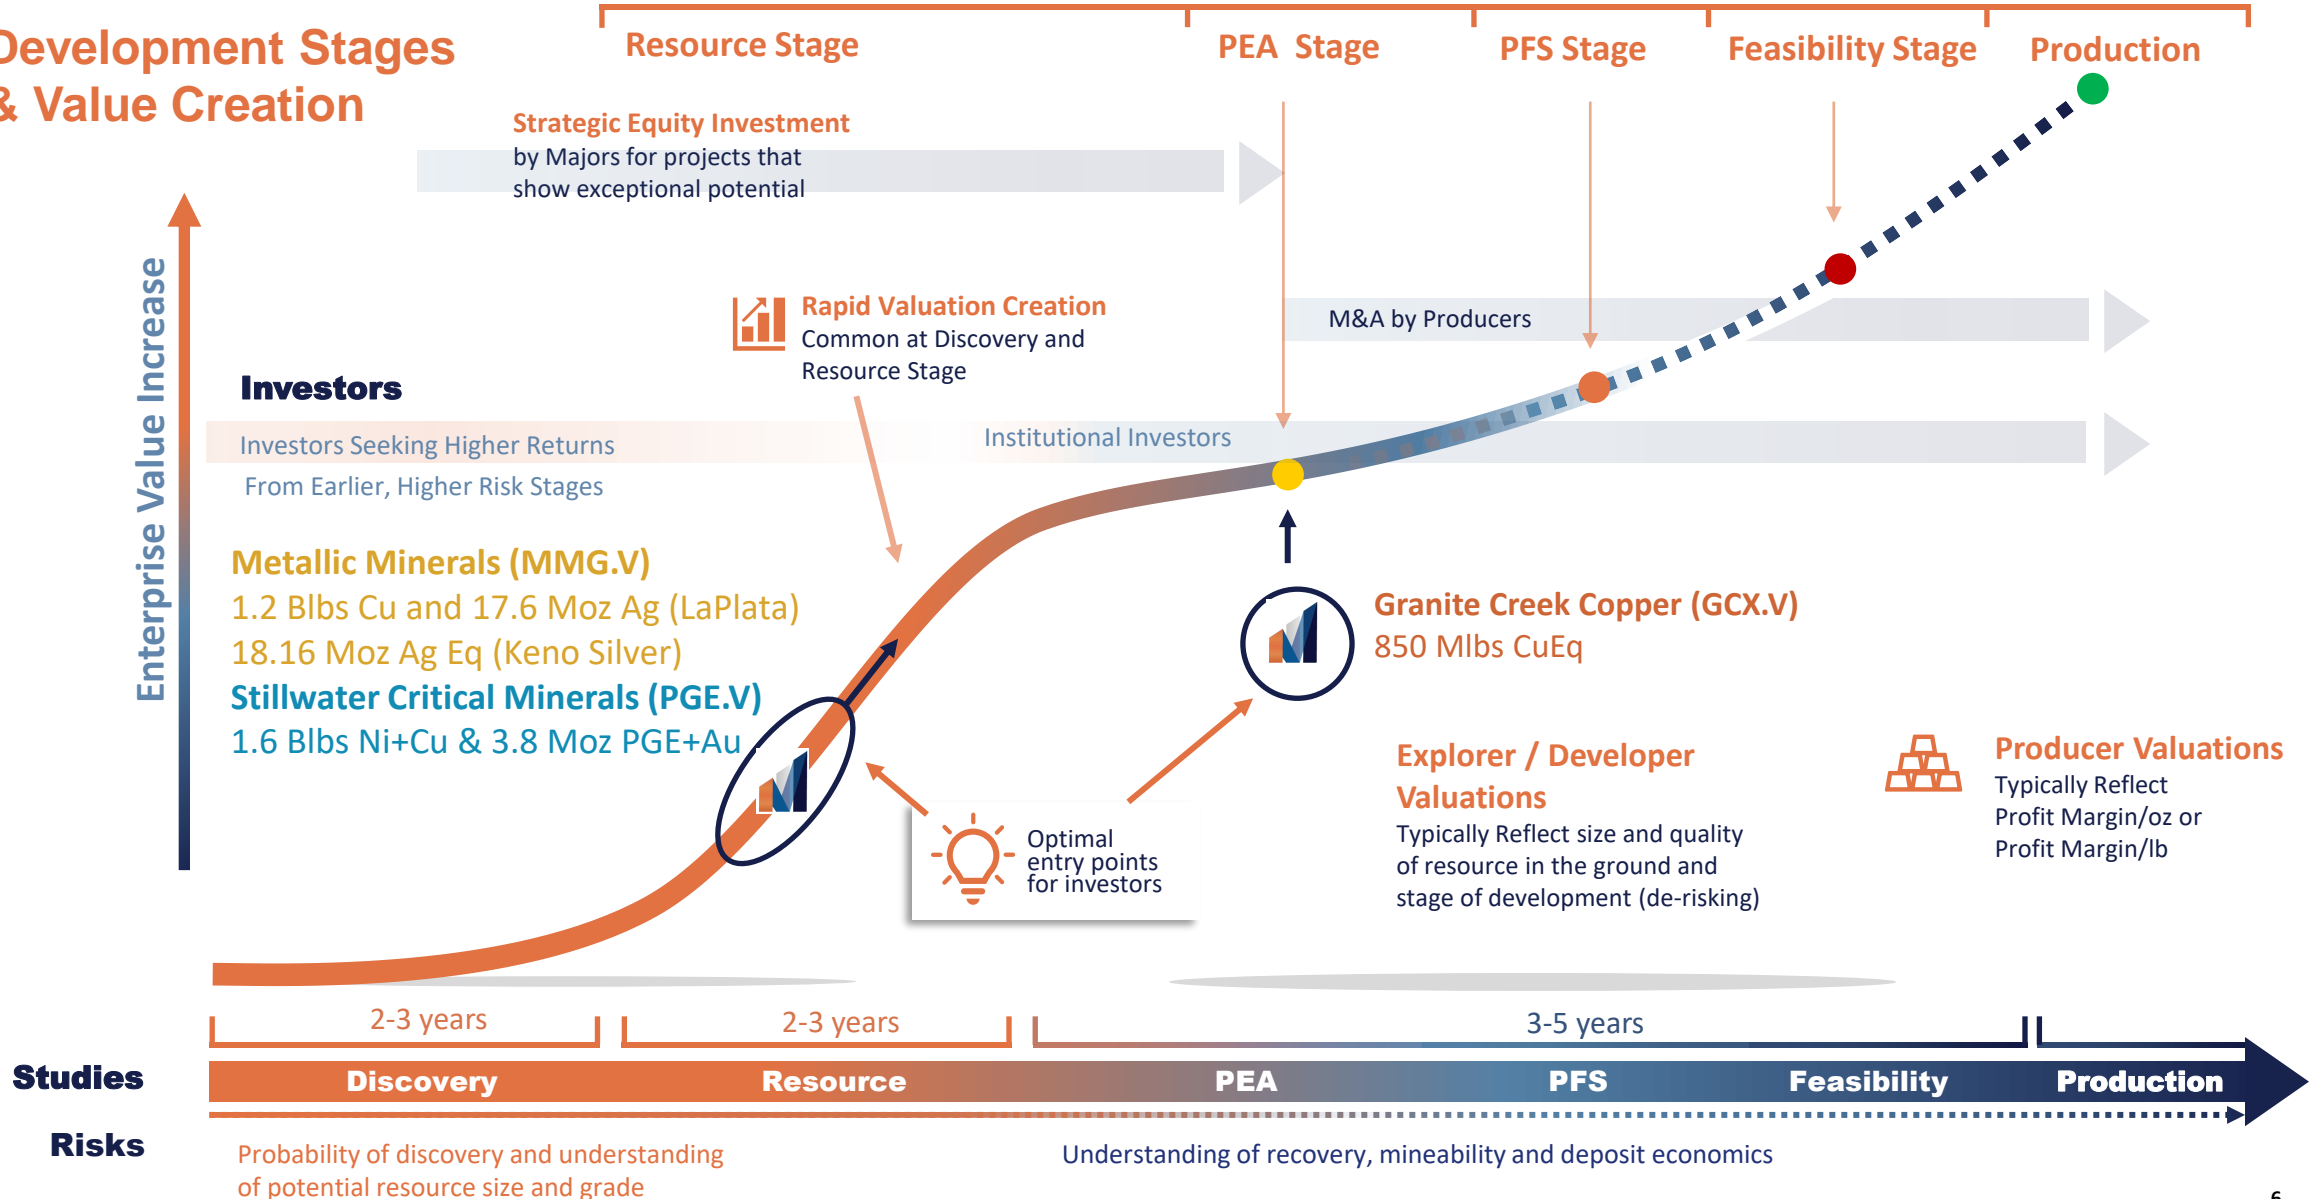 Development Stages
& Value Creation
Resource Stage
PEA Stage
PFS Stage
Feasibility Stage
Production
Strategic Equity Investment
by Majors for projects that
show exceptional potential
Enterprise Value Increase
Rapid Valuation Creation
Common at Discovery and
Resource Stage
M&A by Producers
Investors
Investors Seeking Higher Returns
From Earlier, Higher Risk Stages
Institutional Investors
Metallic Minerals (MMG.V)
1.2 Blbs Cu and 17.6 Moz Ag (LaPlata)
18.16 Moz Ag Eq (Keno Silver)
Stillwater Critical Minerals (PGE.V)
1.6 Blbs Ni+Cu & 3.8 Moz PGE+Au
Granite Creek Copper (GCX.V)
850 Mlbs CuEq
Optimal
entry points
for investors
Explorer / Developer
Valuations
Typically Reflect size and quality
of resource in the ground and
stage of development (de-risking)
Producer Valuations
Typically Reflect
Profit Margin/oz or
Profit Margin/lb
2-3 years
2-3 years
3-5 years
Studies
Discovery
Resource
PEA
PFS
Feasibility
Production
Risks
Probability of discovery and understanding
of potential resource size and grade
Understanding of recovery, mineability and deposit economics
6